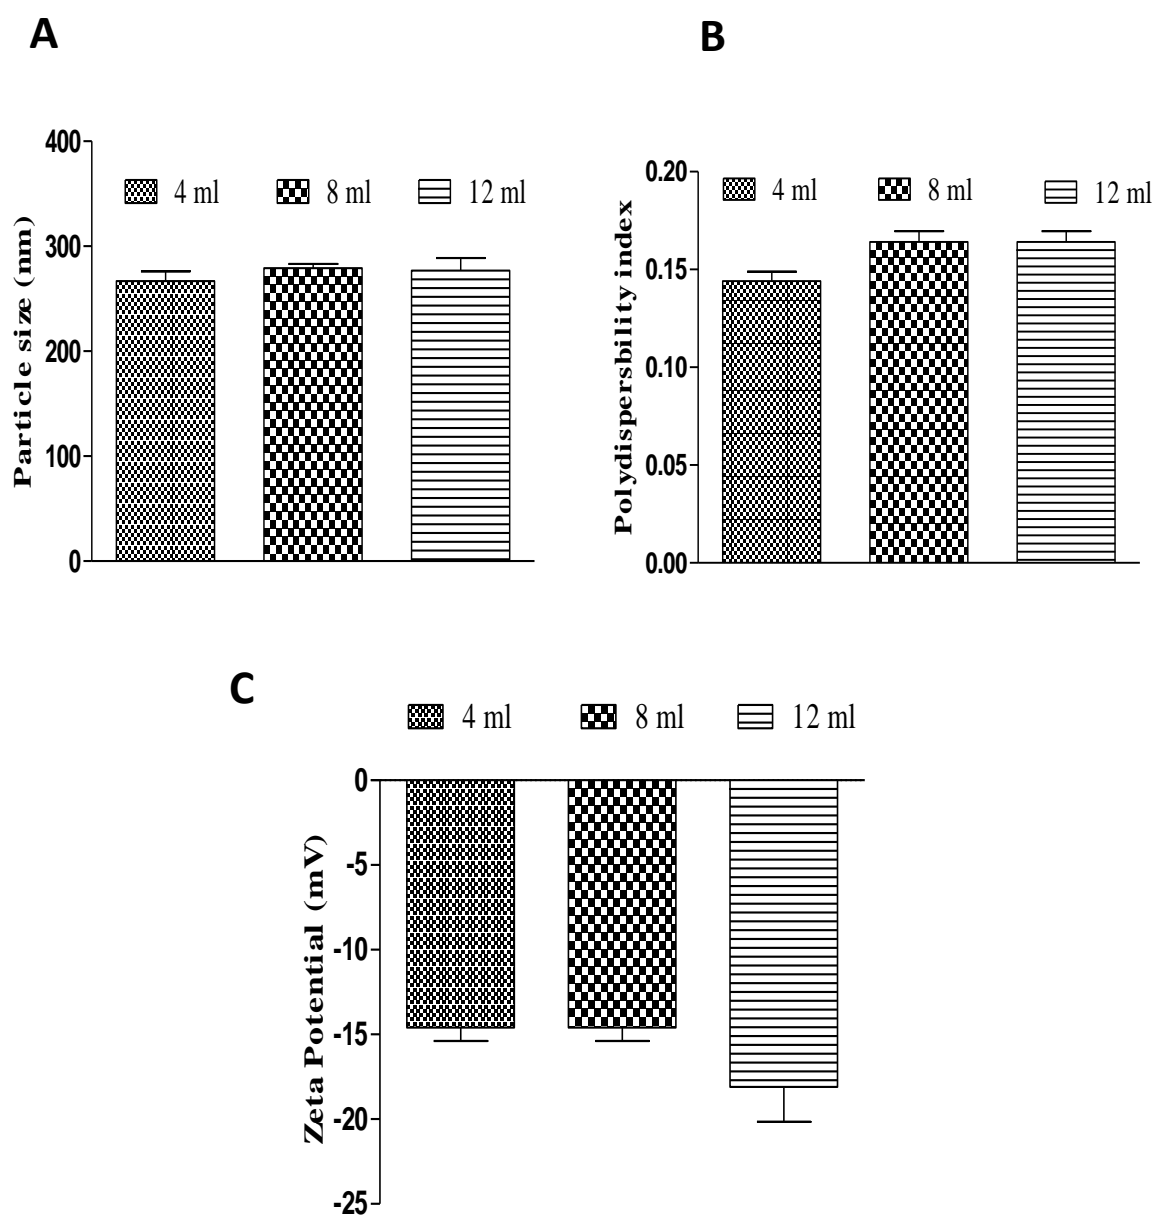 A
B
400
300
200
100
0
Particle size (nm)
4 ml
8 ml
12 ml
0.20
0.15
0.10
0.05
0.00
Polydispersbility index
4 ml
8 ml
12 ml
C
4 ml
8 ml
12 ml
0
-5
-10
-15
-20
-25
Zeta Potential (mV)